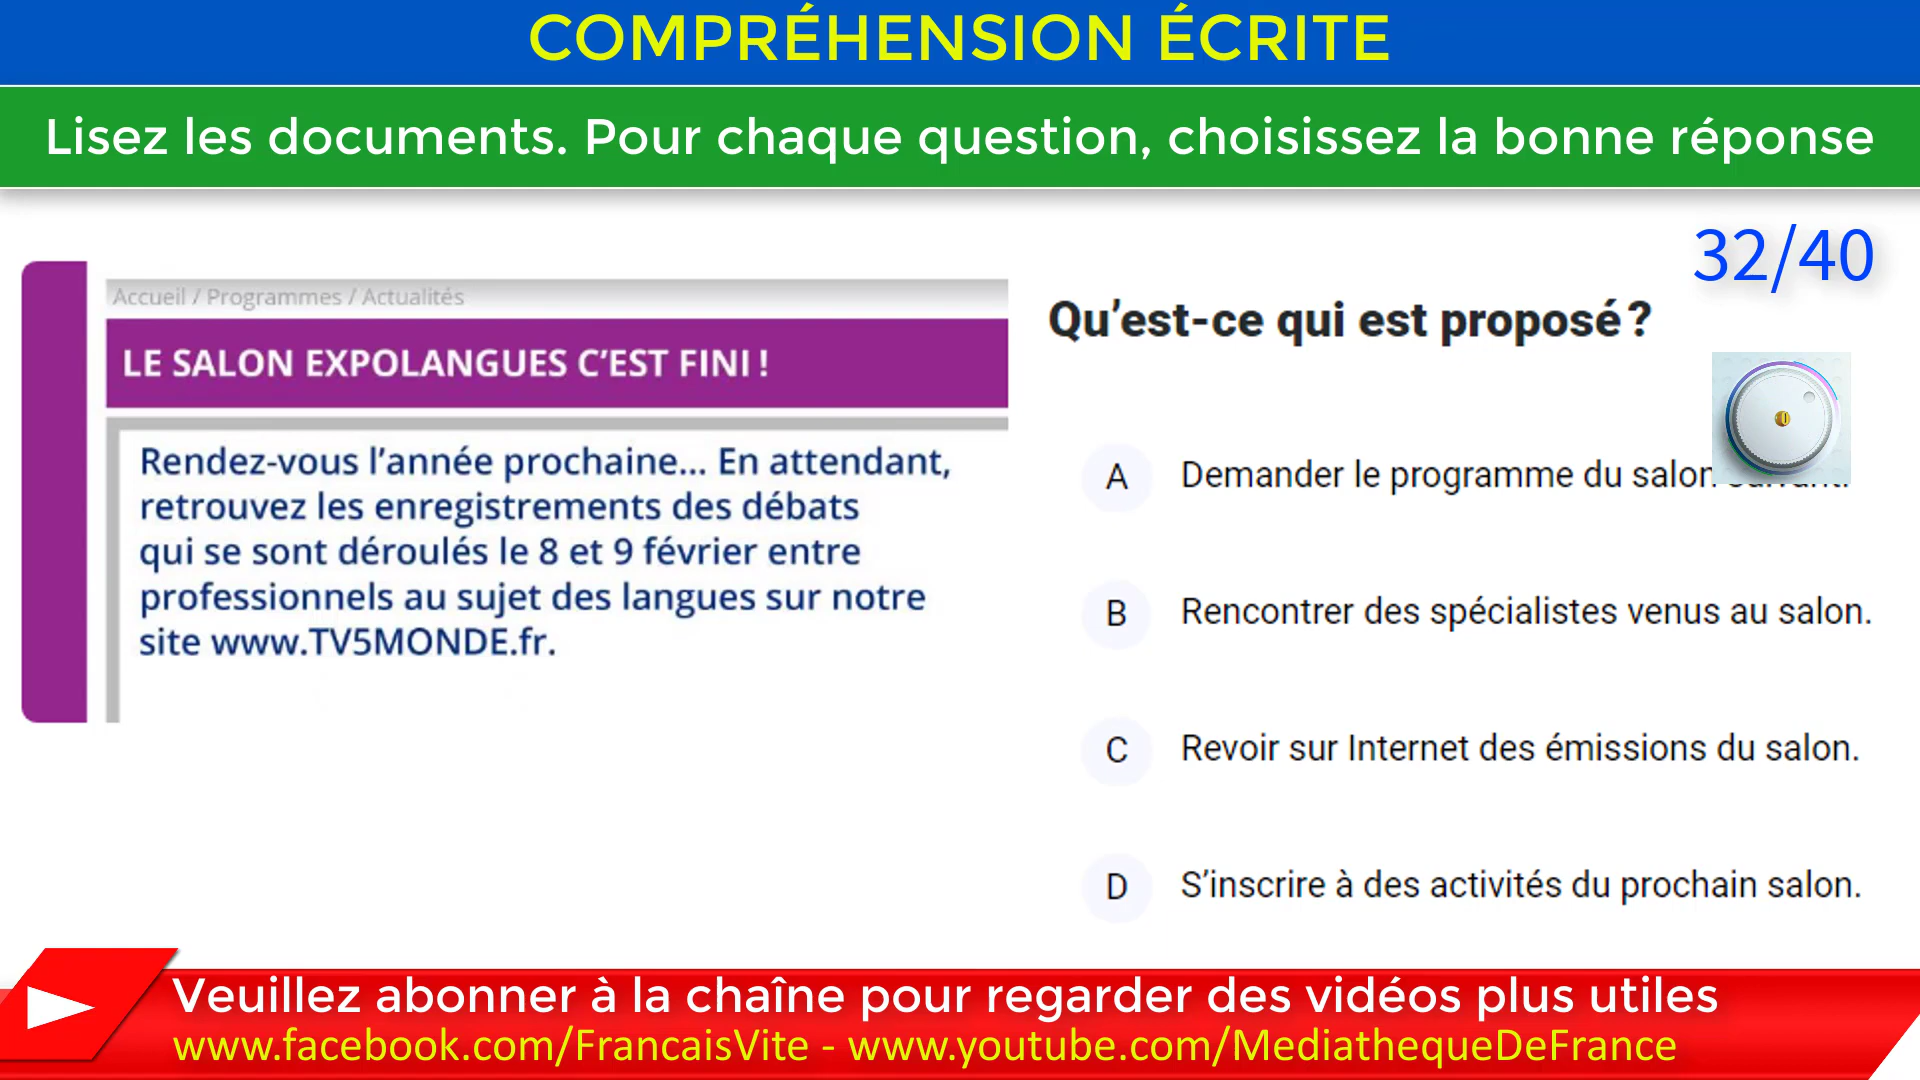 COMPRÉHENSION ÉCRITE
Lisez les documents. Pour chaque question, choisissez la bonne réponse
32/40
Accueil / Programmes / Actualités
LE SALON EXPOLANGUES C'EST FINI !
Rendez-vous l'année prochaine... En attendant,
retrouvez les enregistrements des débats
qui se sont déroulés le 8 et 9 février entre
professionnels au sujet des langues sur notre
site www.TV5MONDE.fr.
Qu'est-ce qui est proposé ?
A Demander le programme du salon
B Rencontrer des spécialistes venus au salon.
C Revoir sur Internet des émissions du salon.
D S'inscrire à des activités du prochain salon.
Veuillez abonner à la chaîne pour regarder des vidéos plus utiles
www.facebook.com/FrancaisVite - www.youtube.com/MediathequeDeFrance